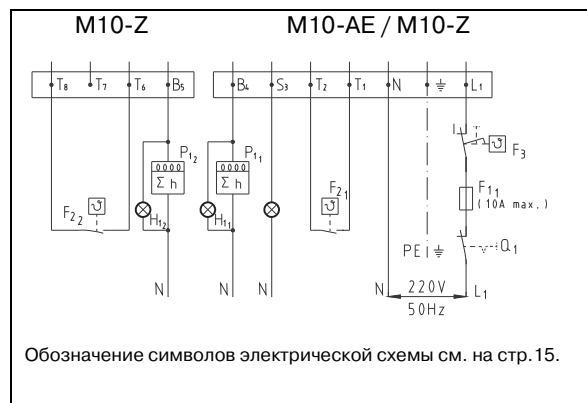 M10-Z M10-AE / M10-Z
T8 T7 T6 B5 B4 S3 T2 T1 N L1
P12 P11
0000 0000 ϑ F3
Σ h Σ h
F22 ϑ F21 ϑ F11
(10A max.)
H12 H11
PE Q1
N N N N 220V L1
50Hz
Обозначение символов электрической схемы см. на стр.15.